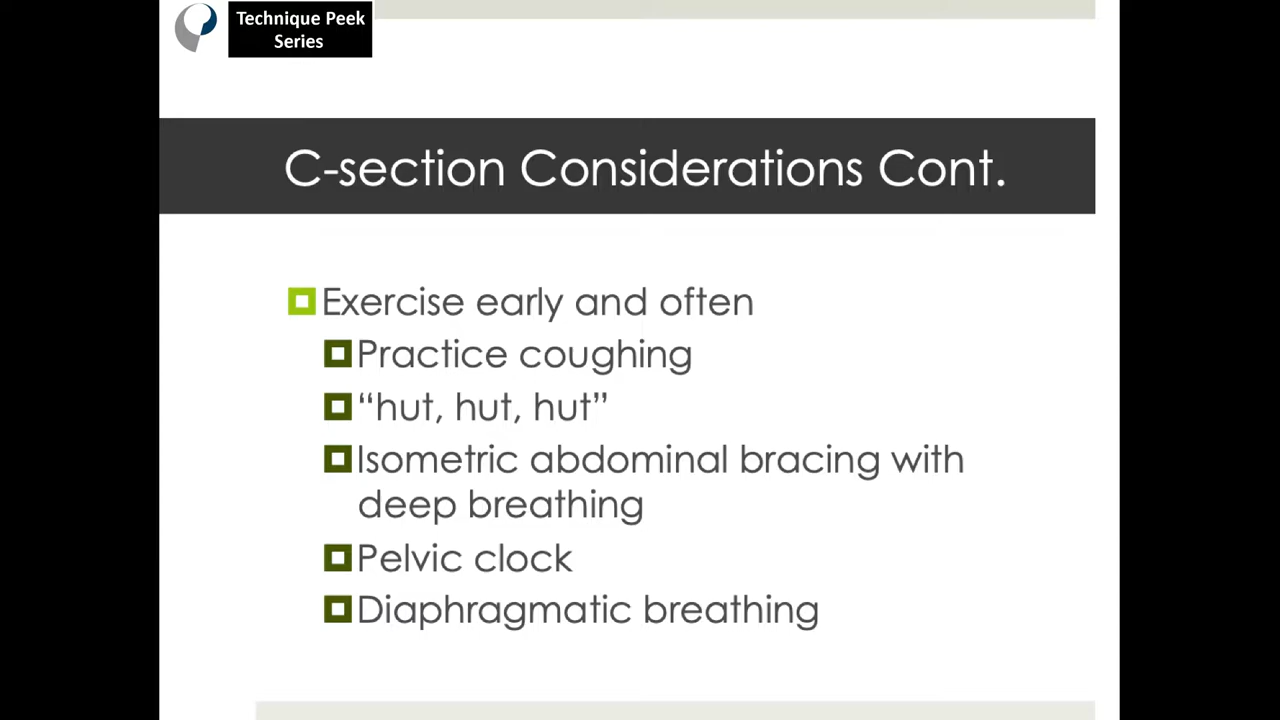 Technique Peek
Series
C-section Considerations Cont.
Exercise early and often
Practice coughing
“hut, hut, hut”
Isometric abdominal bracing with
deep breathing
Pelvic clock
Diaphragmatic breathing